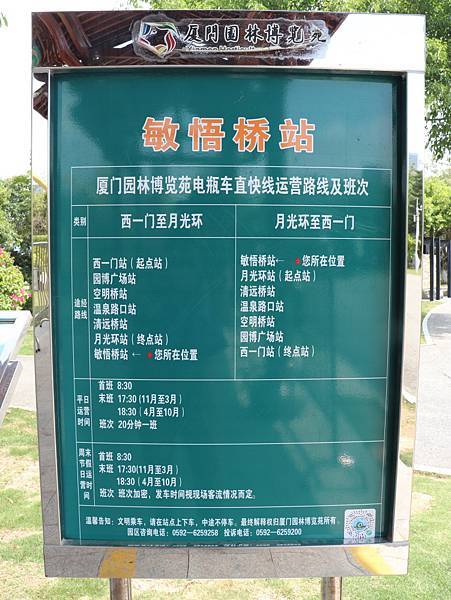 厦门园林博览苑
敏悟桥站
厦门园林博览苑电瓶车直快线运营路线及班次
类别 西一门至月光环 月光环至西一门
途经路线
西一门站（起点站）
园博广场站
空明桥站
温泉路口站
清远桥站
月光环站（终点站）
敏悟桥站 ← 您所在位置
敏悟桥站← 您所在位置
月光环站（起点站）
清远桥站
温泉路口站
空明桥站
园博广场站
西一门站（终点站）
平日运营时间
首班 8:30
末班 17:30(11月至3月)
18:30（4月至10月）
班次 20分钟一班
周末节假日运营时间
首班 8:30
末班 17:30(11月至3月)
18:30（4月至10月）
班次 班次加密，发车时间视现场客流情况而定。
温馨告知：文明乘车，请在站点上下车，中途不停车。最终解释权归厦门园林博览苑所有。
园区咨询电话：0592-6259258 投诉电话：0592-6259200